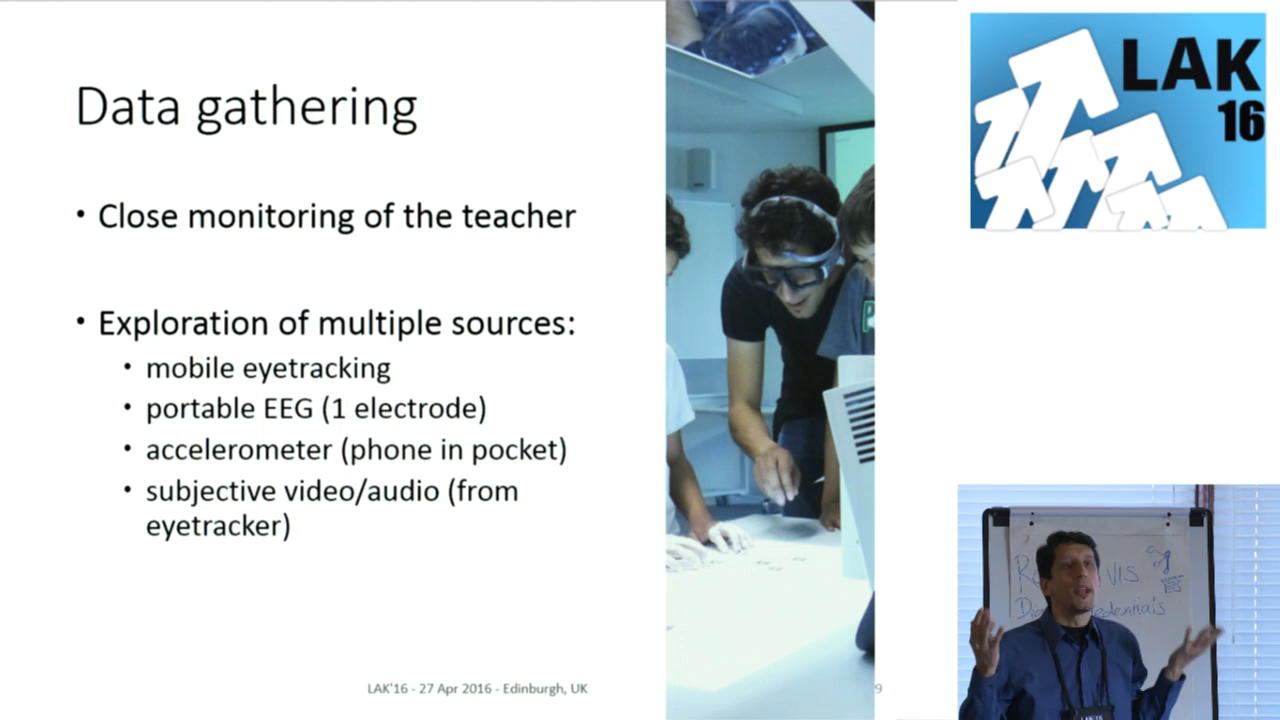 Data gathering
• Close monitoring of the teacher
• Exploration of multiple sources:
• mobile eyetracking
• portable EEG (1 electrode)
• accelerometer (phone in pocket)
• subjective video/audio (from
eyetracker)
LAK'16 - 27 Apr 2016 - Edinburgh, UK
9
LAK
16
VIS